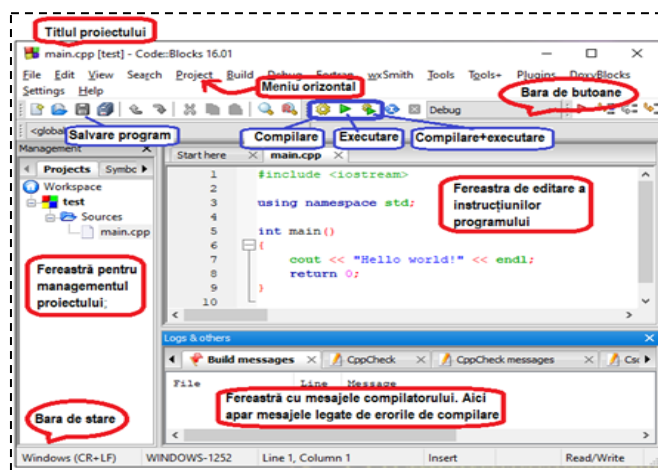 Titlul proiectului
main.cpp [test] - Code::Blocks 16.01
File Edit View Search Project Build Debug Fortran wxSmith Tools Tools+ Plugins DoxyBlocks
Settings Help
Meniu orizontal
Bara de butoane
Debug
<global
Salvare program
Compilare
Executare
Compilare+executare
Management
Projects Symbc
Workspace
test
Sources
main.cpp
Fereastră pentru
managmentul
proiectului;
Bara de stare
Start here
main.cpp
1 #include <iostream>
2
3 using namespace std;
4
5 int main()
6 {
7 cout << "Hello world!" << endl;
8 return 0;
9 }
10
Fereastra de editare a
instrucțiunilor
programului
Logs & others
Build messages
CppCheck
CppCheck messages
Csc
File Line Message
Fereastră cu mesajele compilatorului. Aici
apar mesajele legate de erorile de compilare
Windows (CR+LF) WINDOWS-1252 Line 1, Column 1 Insert Read/Write